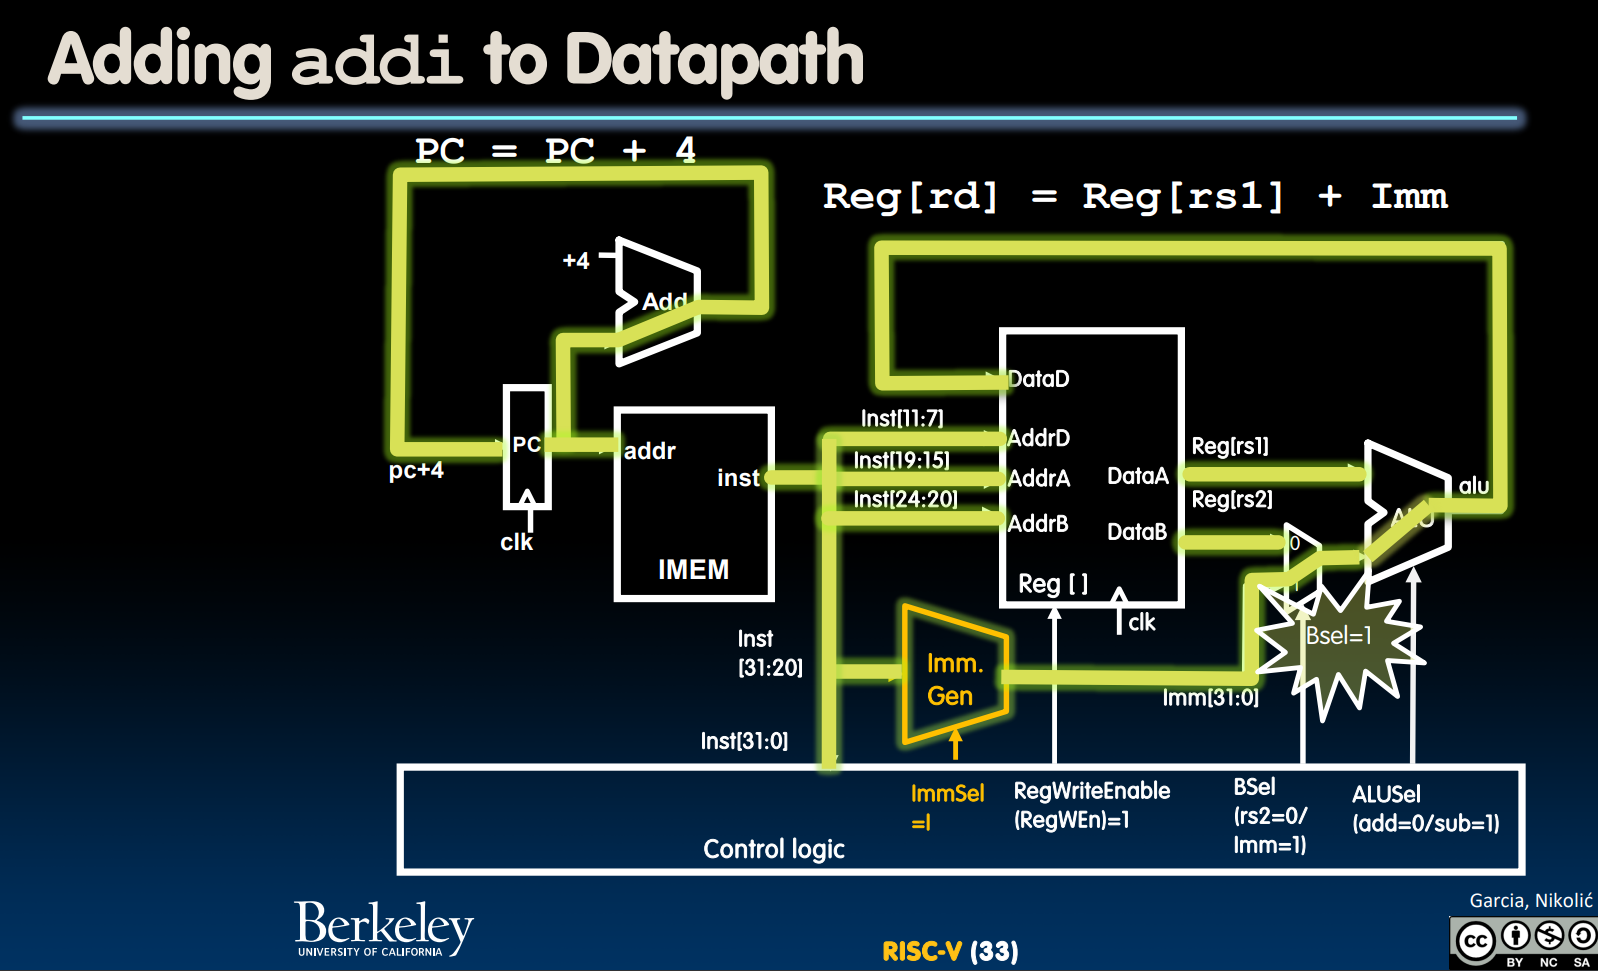 Adding addi to Datapath
PC = PC + 4
Reg[rd] = Reg[rs1] + Imm
+4
Add
pc+4
PC
clk
addr
inst
IMEM
Inst[11:7]
Inst[19:15]
Inst[24:20]
DataD
AddrD
AddrA
AddrB
DataA
DataB
Reg [ ]
clk
Reg[rs1]
Reg[rs2]
0
1
ALU
alu
Bsel=1
Inst
[31:20]
Imm.
Gen
Imm[31:0]
Inst[31:0]
ImmSel
=I
RegWriteEnable
(RegWEn)=1
BSel
(rs2=0/
Imm=1)
ALUSel
(add=0/sub=1)
Control logic
Berkeley
UNIVERSITY OF CALIFORNIA
RISC-V (33)
Garcia, Nikolić
cc
BY NC SA